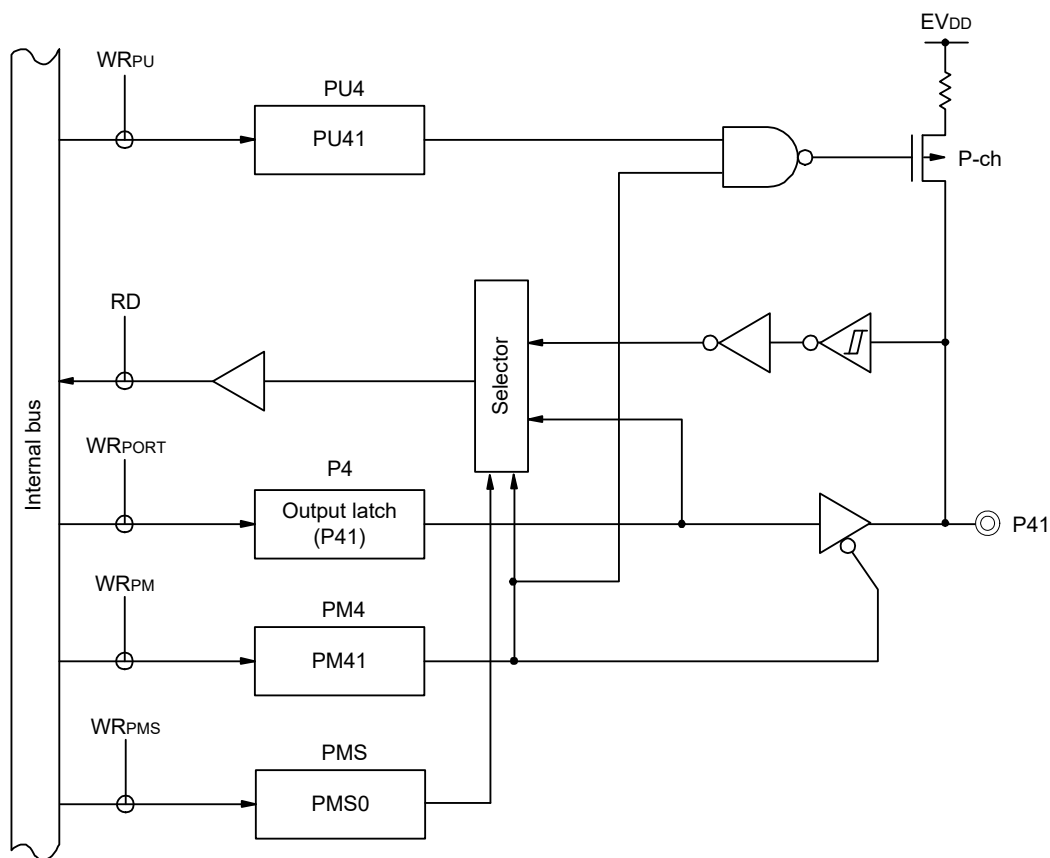 EVDD
WRPU
PU4
PU41
P-ch
RD
Selector
Internal bus
WRPORT
P4
Output latch
(P41)
P41
WRPM
PM4
PM41
WRPMS
PMS
PMS0